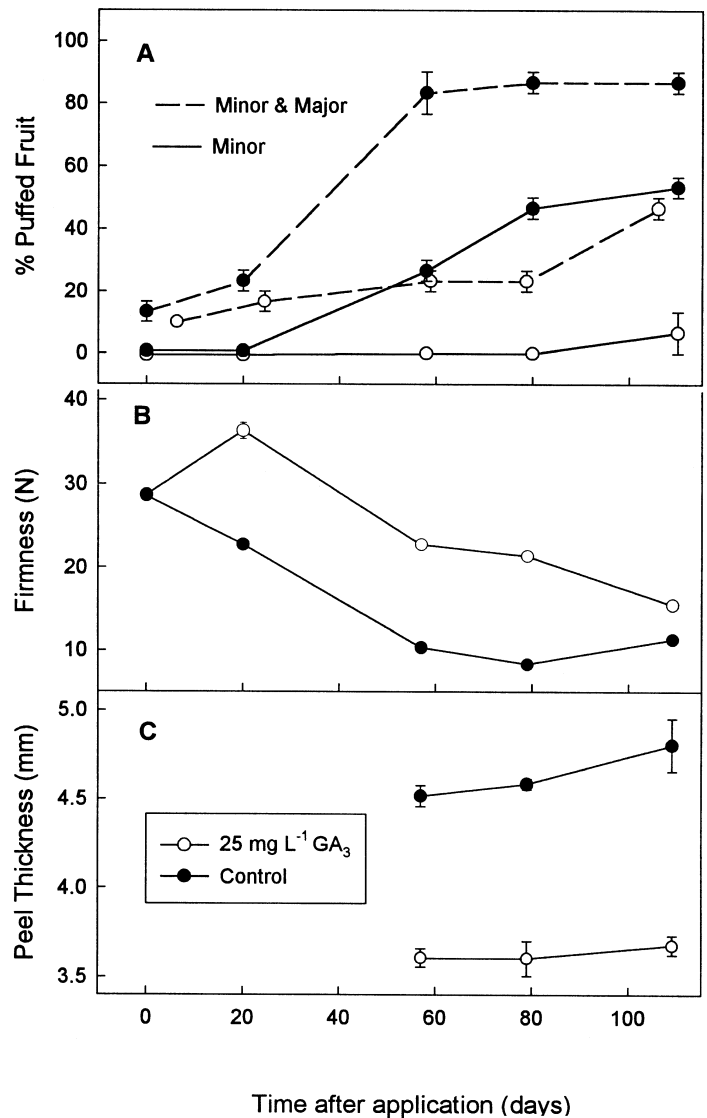 100
80
60
40
20
0
% Puffed Fruit
A
Minor & Major
Minor
40
30
20
10
Firmness (N)
B
5.0
4.5
4.0
3.5
Peel Thickness (mm)
C
25 mg L⁻¹ GA₃
Control
0 20 40 60 80 100
Time after application (days)